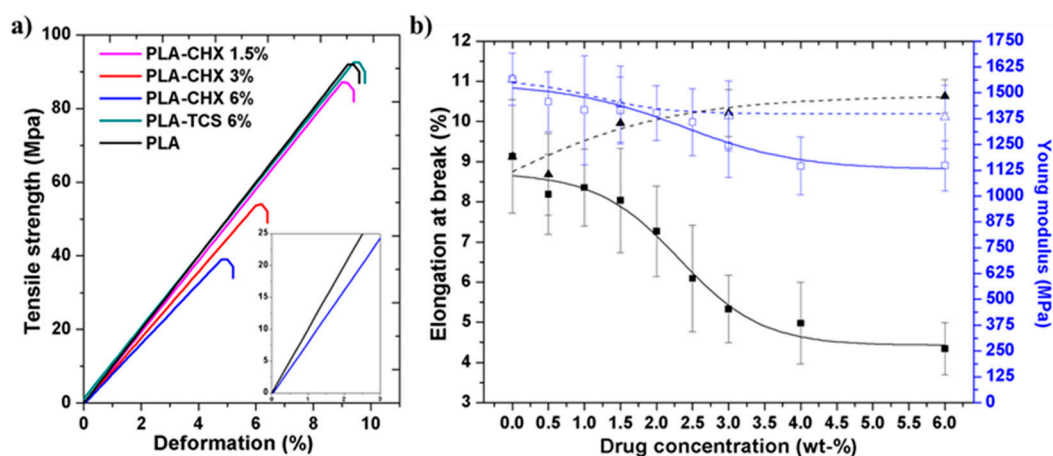 a)
PLA-CHX 1.5%
PLA-CHX 3%
PLA-CHX 6%
PLA-TCS 6%
PLA
Tensile strength (Mpa)
100
80
60
40
20
0
0 2 4 6 8 10
Deformation (%)
25
20
15
10
5
0
0 1 2 3
b)
Elongation at break (%)
12
11
10
9
8
7
6
5
4
3
0.0 0.5 1.0 1.5 2.0 2.5 3.0 3.5 4.0 4.5 5.0 5.5 6.0
Drug concentration (wt-%)
1750
1625
1500
1375
1250
1125
1000
875
750
625
500
375
250
135
0
Young modulus (MPa)